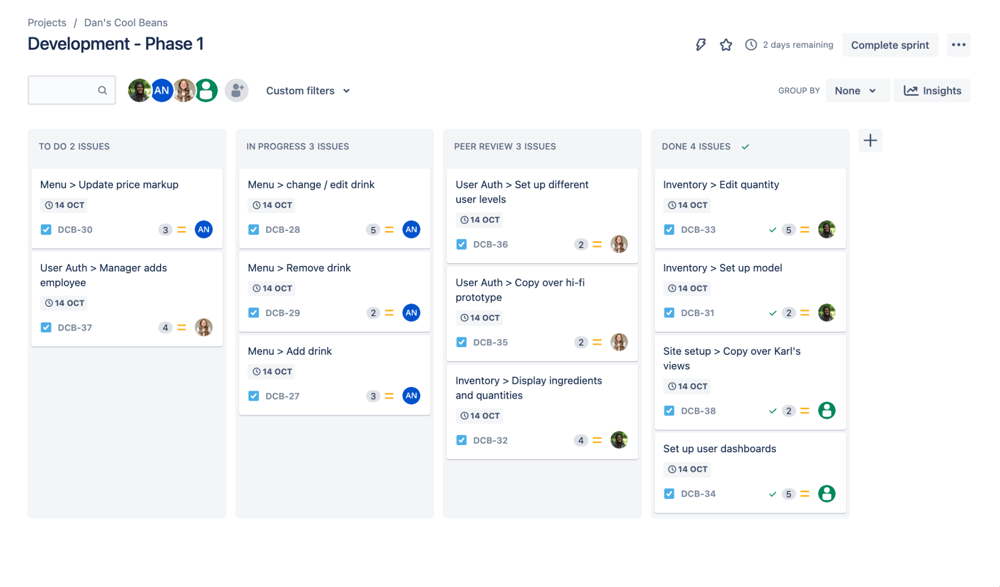 Projects / Dan's Cool Beans
Development - Phase 1
2 days remaining
Complete sprint
AN
Custom filters
GROUP BY
None
Insights
TO DO 2 ISSUES
Menu > Update price markup
14 OCT
DCB-30
3
AN
User Auth > Manager adds
employee
14 OCT
DCB-37
4
IN PROGRESS 3 ISSUES
Menu > change / edit drink
14 OCT
DCB-28
5
AN
Menu > Remove drink
14 OCT
DCB-29
2
AN
Menu > Add drink
14 OCT
DCB-27
3
AN
PEER REVIEW 3 ISSUES
User Auth > Set up different
user levels
14 OCT
DCB-36
2
User Auth > Copy over hi-fi
prototype
14 OCT
DCB-35
2
Inventory > Display ingredients
and quantities
14 OCT
DCB-32
4
DONE 4 ISSUES
Inventory > Edit quantity
14 OCT
DCB-33
5
Inventory > Set up model
14 OCT
DCB-31
2
Site setup > Copy over Karl's
views
14 OCT
DCB-38
2
Set up user dashboards
14 OCT
DCB-34
5